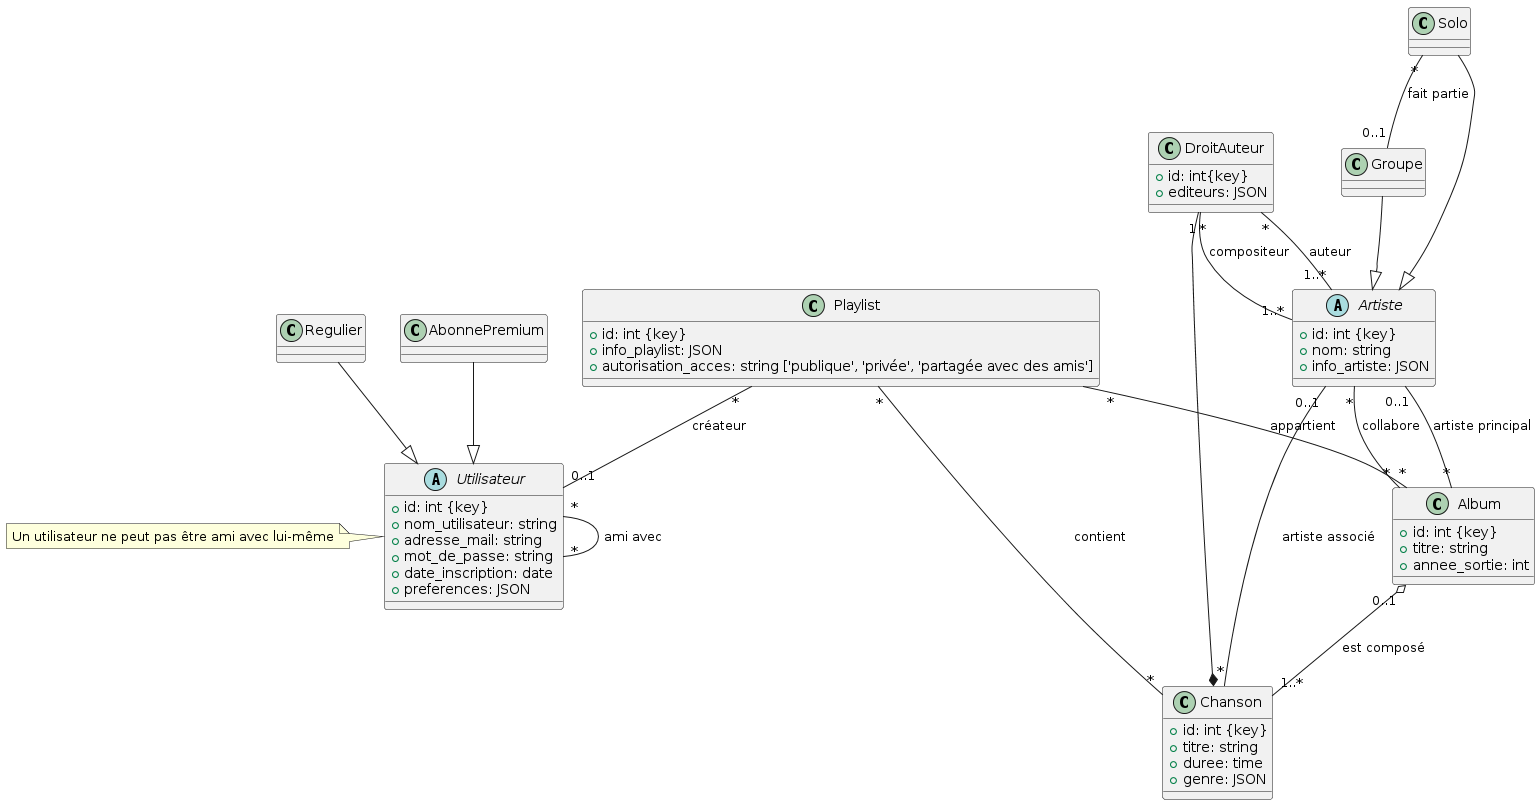 C Solo
*
fait partie
0..1
C DroitAuteur
id: int{key}
editeurs: JSON
C Groupe
1 *
*
compositeur
auteur
1..*
1..*
C Regulier
C AbonnePremium
C Playlist
id: int {key}
info_playlist: JSON
autorisation_acces: string ['publique', 'privée', 'partagée avec des amis']
A Artiste
id: int {key}
nom: string
info_artiste: JSON
*
*
*
0..1
*
0..1
créateur
appartient
collabore
artiste principal
0..1
* *
*
A Utilisateur
id: int {key}
nom_utilisateur: string
adresse_mail: string
mot_de_passe: string
date_inscription: date
preferences: JSON
*
*
ami avec
Un utilisateur ne peut pas être ami avec lui-même
contient
artiste associé
C Album
id: int {key}
titre: string
annee_sortie: int
0..1
est composé
*
*
1..*
C Chanson
id: int {key}
titre: string
duree: time
genre: JSON